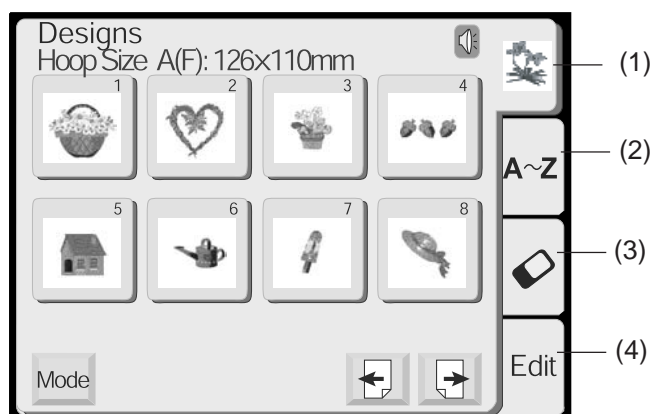 Designs
Hoop Size A(F): 126x110mm
1 2 3 4
5 6 7 8
Mode
A~Z
Edit
(1)
(2)
(3)
(4)